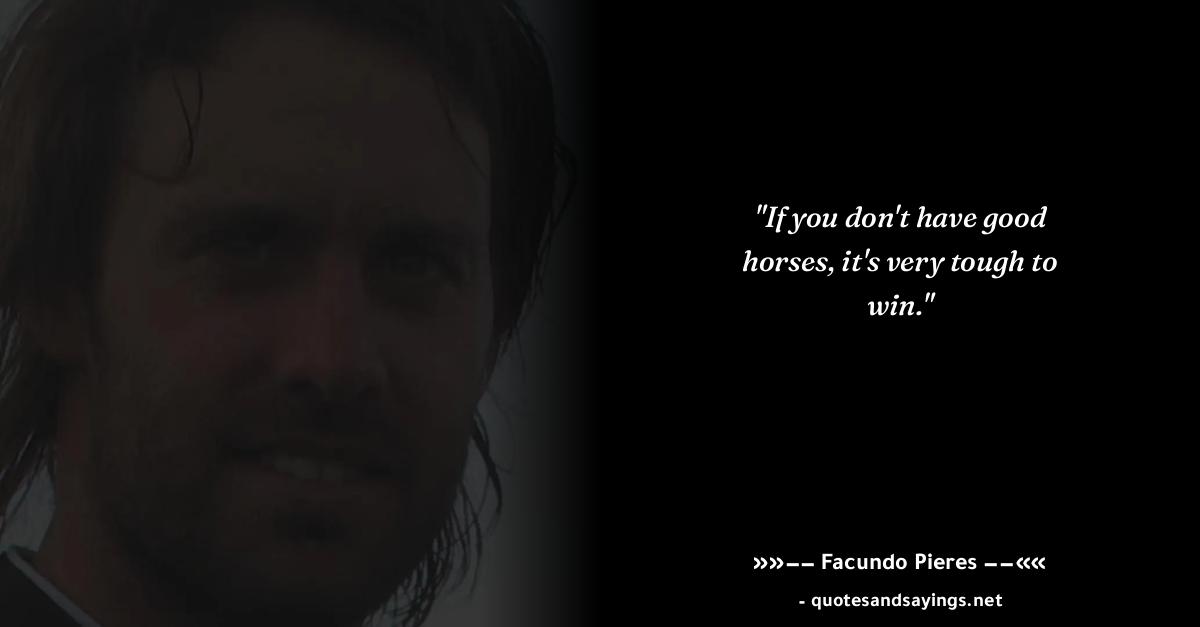 "If you don't have good
horses, it's very tough to
win."
»»−− Facundo Pieres −−««
- quotesandsayings.net